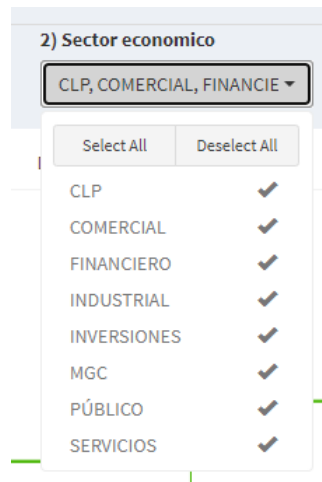 2) Sector economico
CLP, COMERCIAL, FINANCIE
Select All
Deselect All
CLP
COMERCIAL
FINANCIERO
INDUSTRIAL
INVERSIONES
MGC
PÚBLICO
SERVICIOS